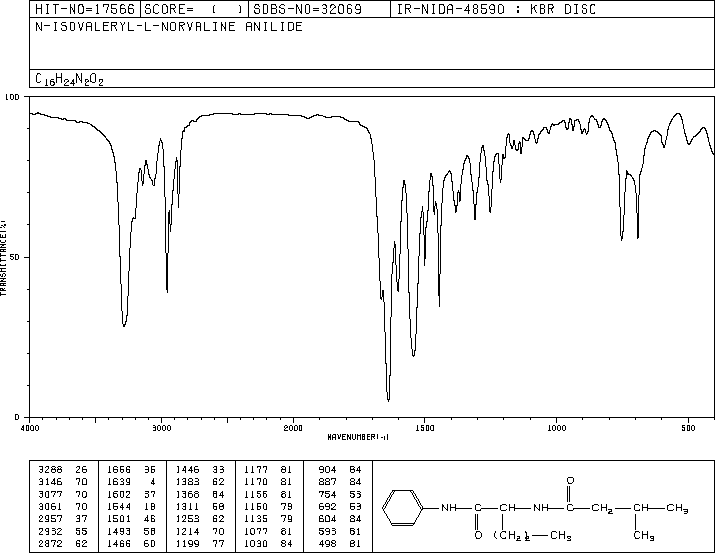 HIT-NO=17566 SCORE= ( ) SDBS-NO=32069 IR-NIDA-48590 : KBR DISC
N-ISOVALERYL-L-NORVALINE ANILIDE
C16H24N2O2
100
50
0
TRANSMITTANCE(%)
4000 3000 2000 1500 1000 500
WAVENUMBER(-1)
3288 26 1666 36 1446 33 1177 81 904 84
3146 70 1639 4 1383 62 1170 81 887 84
3077 70 1602 37 1368 64 1156 81 754 53
3061 70 1544 18 1311 58 1150 79 692 53
2957 37 1501 46 1253 62 1135 79 604 84
2932 55 1493 58 1214 70 1077 81 593 81
2872 62 1466 60 1199 77 1030 84 498 81
O
NH C CH NH C CH2 CH CH3
O (CH2)2 CH3 CH3